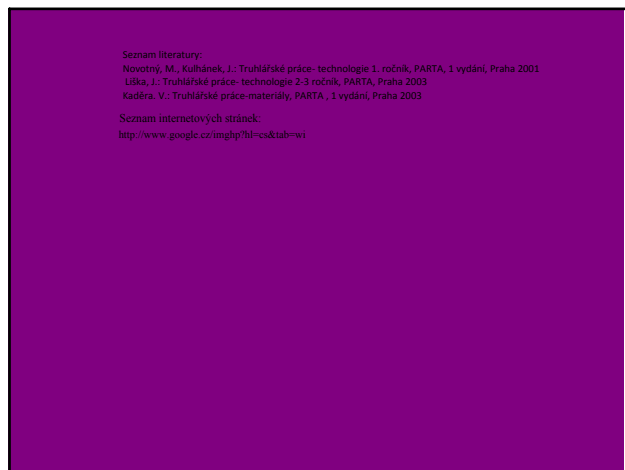 Seznam literatury:
Novotný, M., Kulhánek, J.: Truhlářské práce- technologie 1. ročník, PARTA, 1 vydání, Praha 2001
Liška, J.: Truhlářské práce- technologie 2-3 ročník, PARTA, Praha 2003
Kaděra. V.: Truhlářské práce-materiály, PARTA , 1 vydání, Praha 2003
Seznam internetových stránek:
http://www.google.cz/imghp?hl=cs&tab=wi